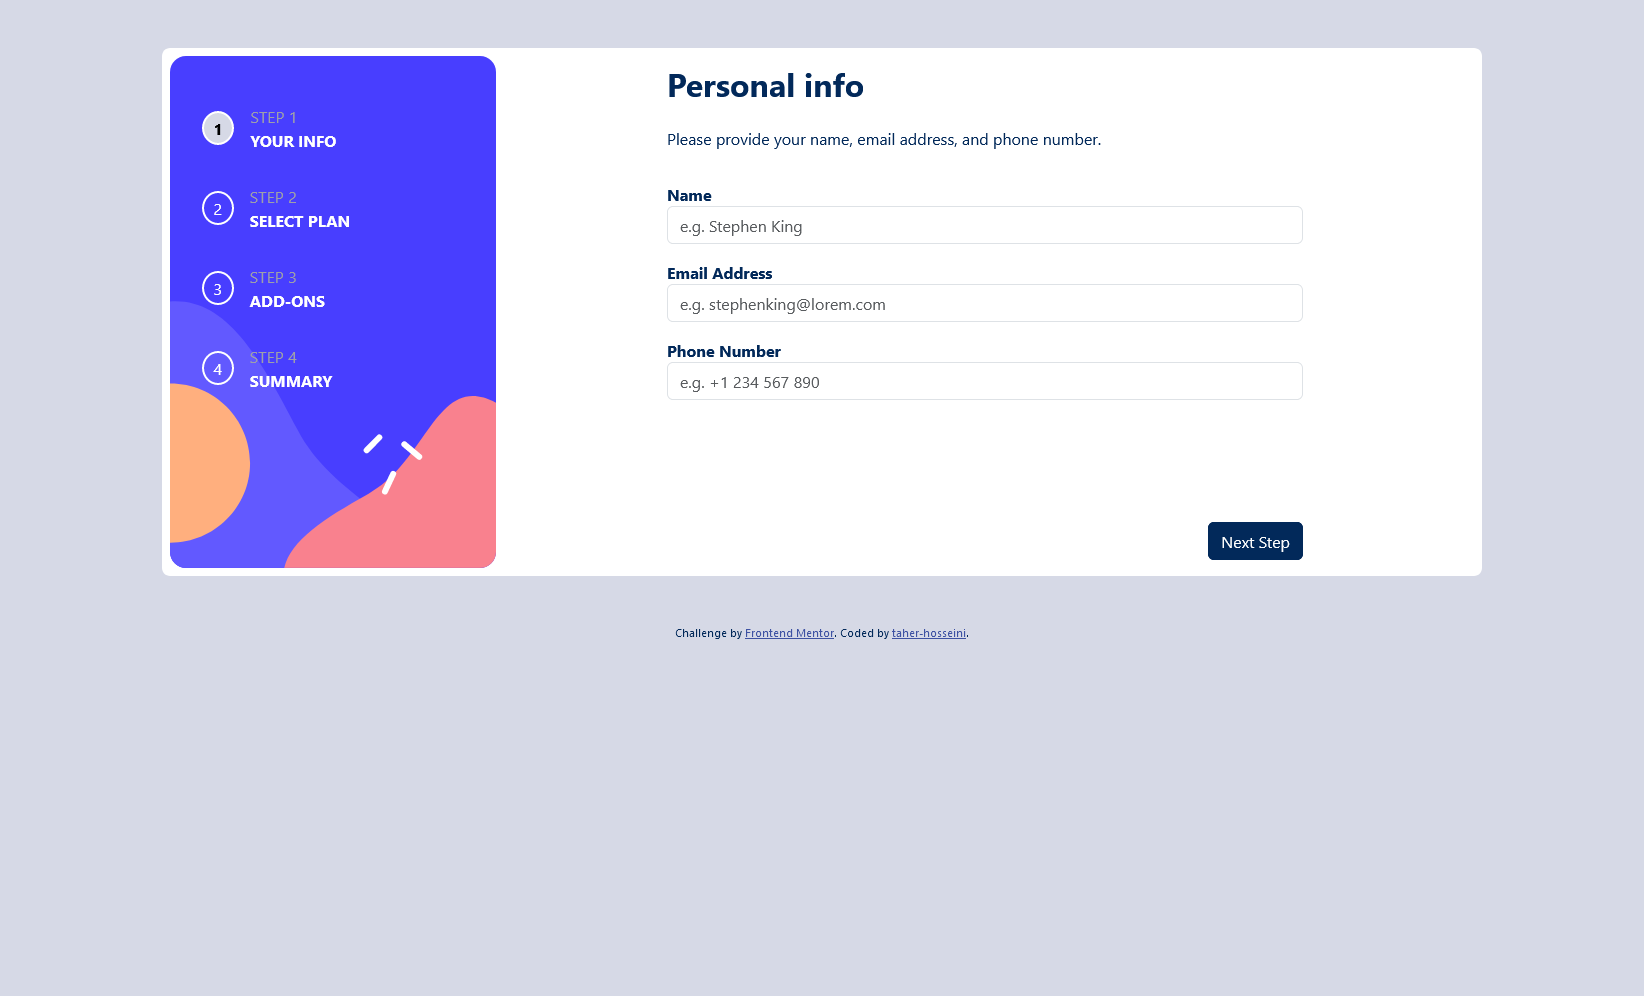 1
STEP 1
YOUR INFO
2
STEP 2
SELECT PLAN
3
STEP 3
ADD-ONS
4
STEP 4
SUMMARY
Personal info
Please provide your name, email address, and phone number.
Name
e.g. Stephen King
Email Address
e.g. stephenking@lorem.com
Phone Number
e.g. +1 234 567 890
Next Step
Challenge by Frontend Mentor. Coded by taher-hosseini.